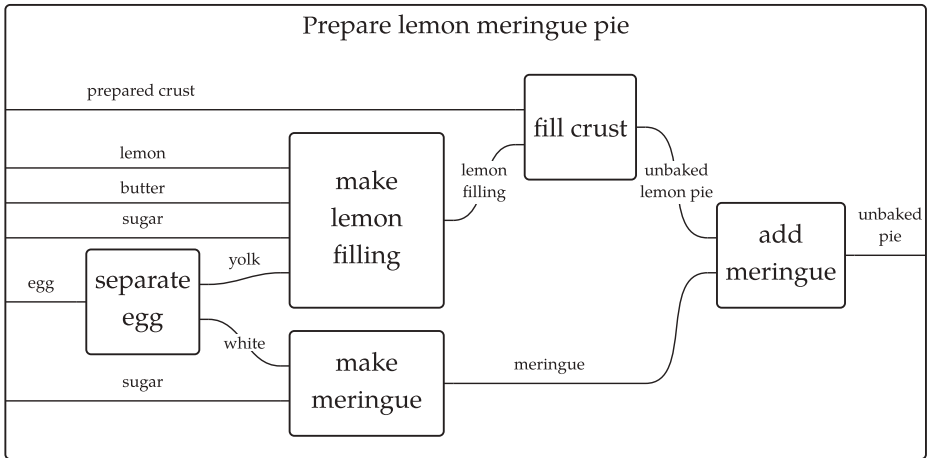 Prepare lemon meringue pie
prepared crust
fill crust
lemon
butter
sugar
make
lemon
filling
lemon
filling
unbaked
lemon pie
add
meringue
unbaked
pie
egg
separate
egg
yolk
white
sugar
make
meringue
meringue